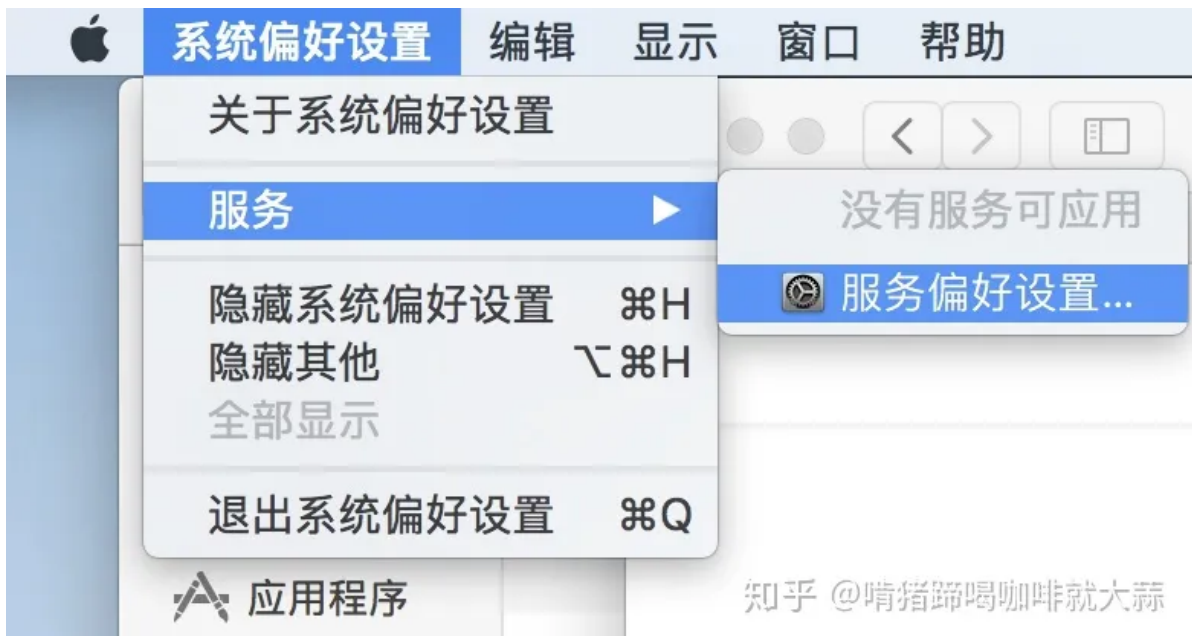 系统偏好设置 编辑 显示 窗口 帮助
关于系统偏好设置
服务
没有服务可应用
服务偏好设置...
隐藏系统偏好设置 ⌘H
隐藏其他 ⌥⌘H
全部显示
退出系统偏好设置 ⌘Q
应用程序
知乎 @啃猪蹄喝咖啡就大蒜